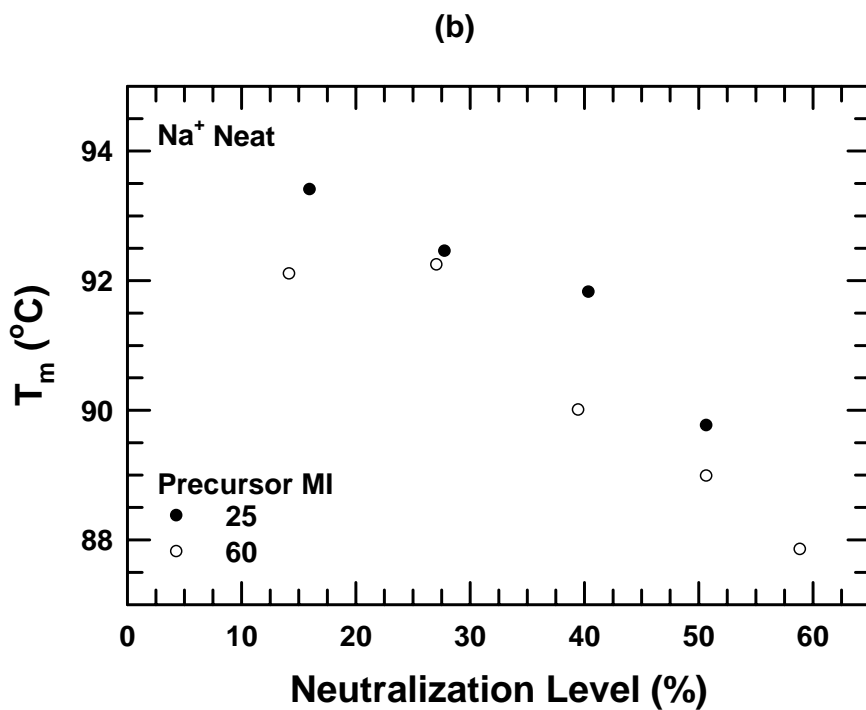 (b)
Na⁺ Neat
94
92
90
88
T_m (°C)
Precursor MI
25
60
0 10 20 30 40 50 60
Neutralization Level (%)